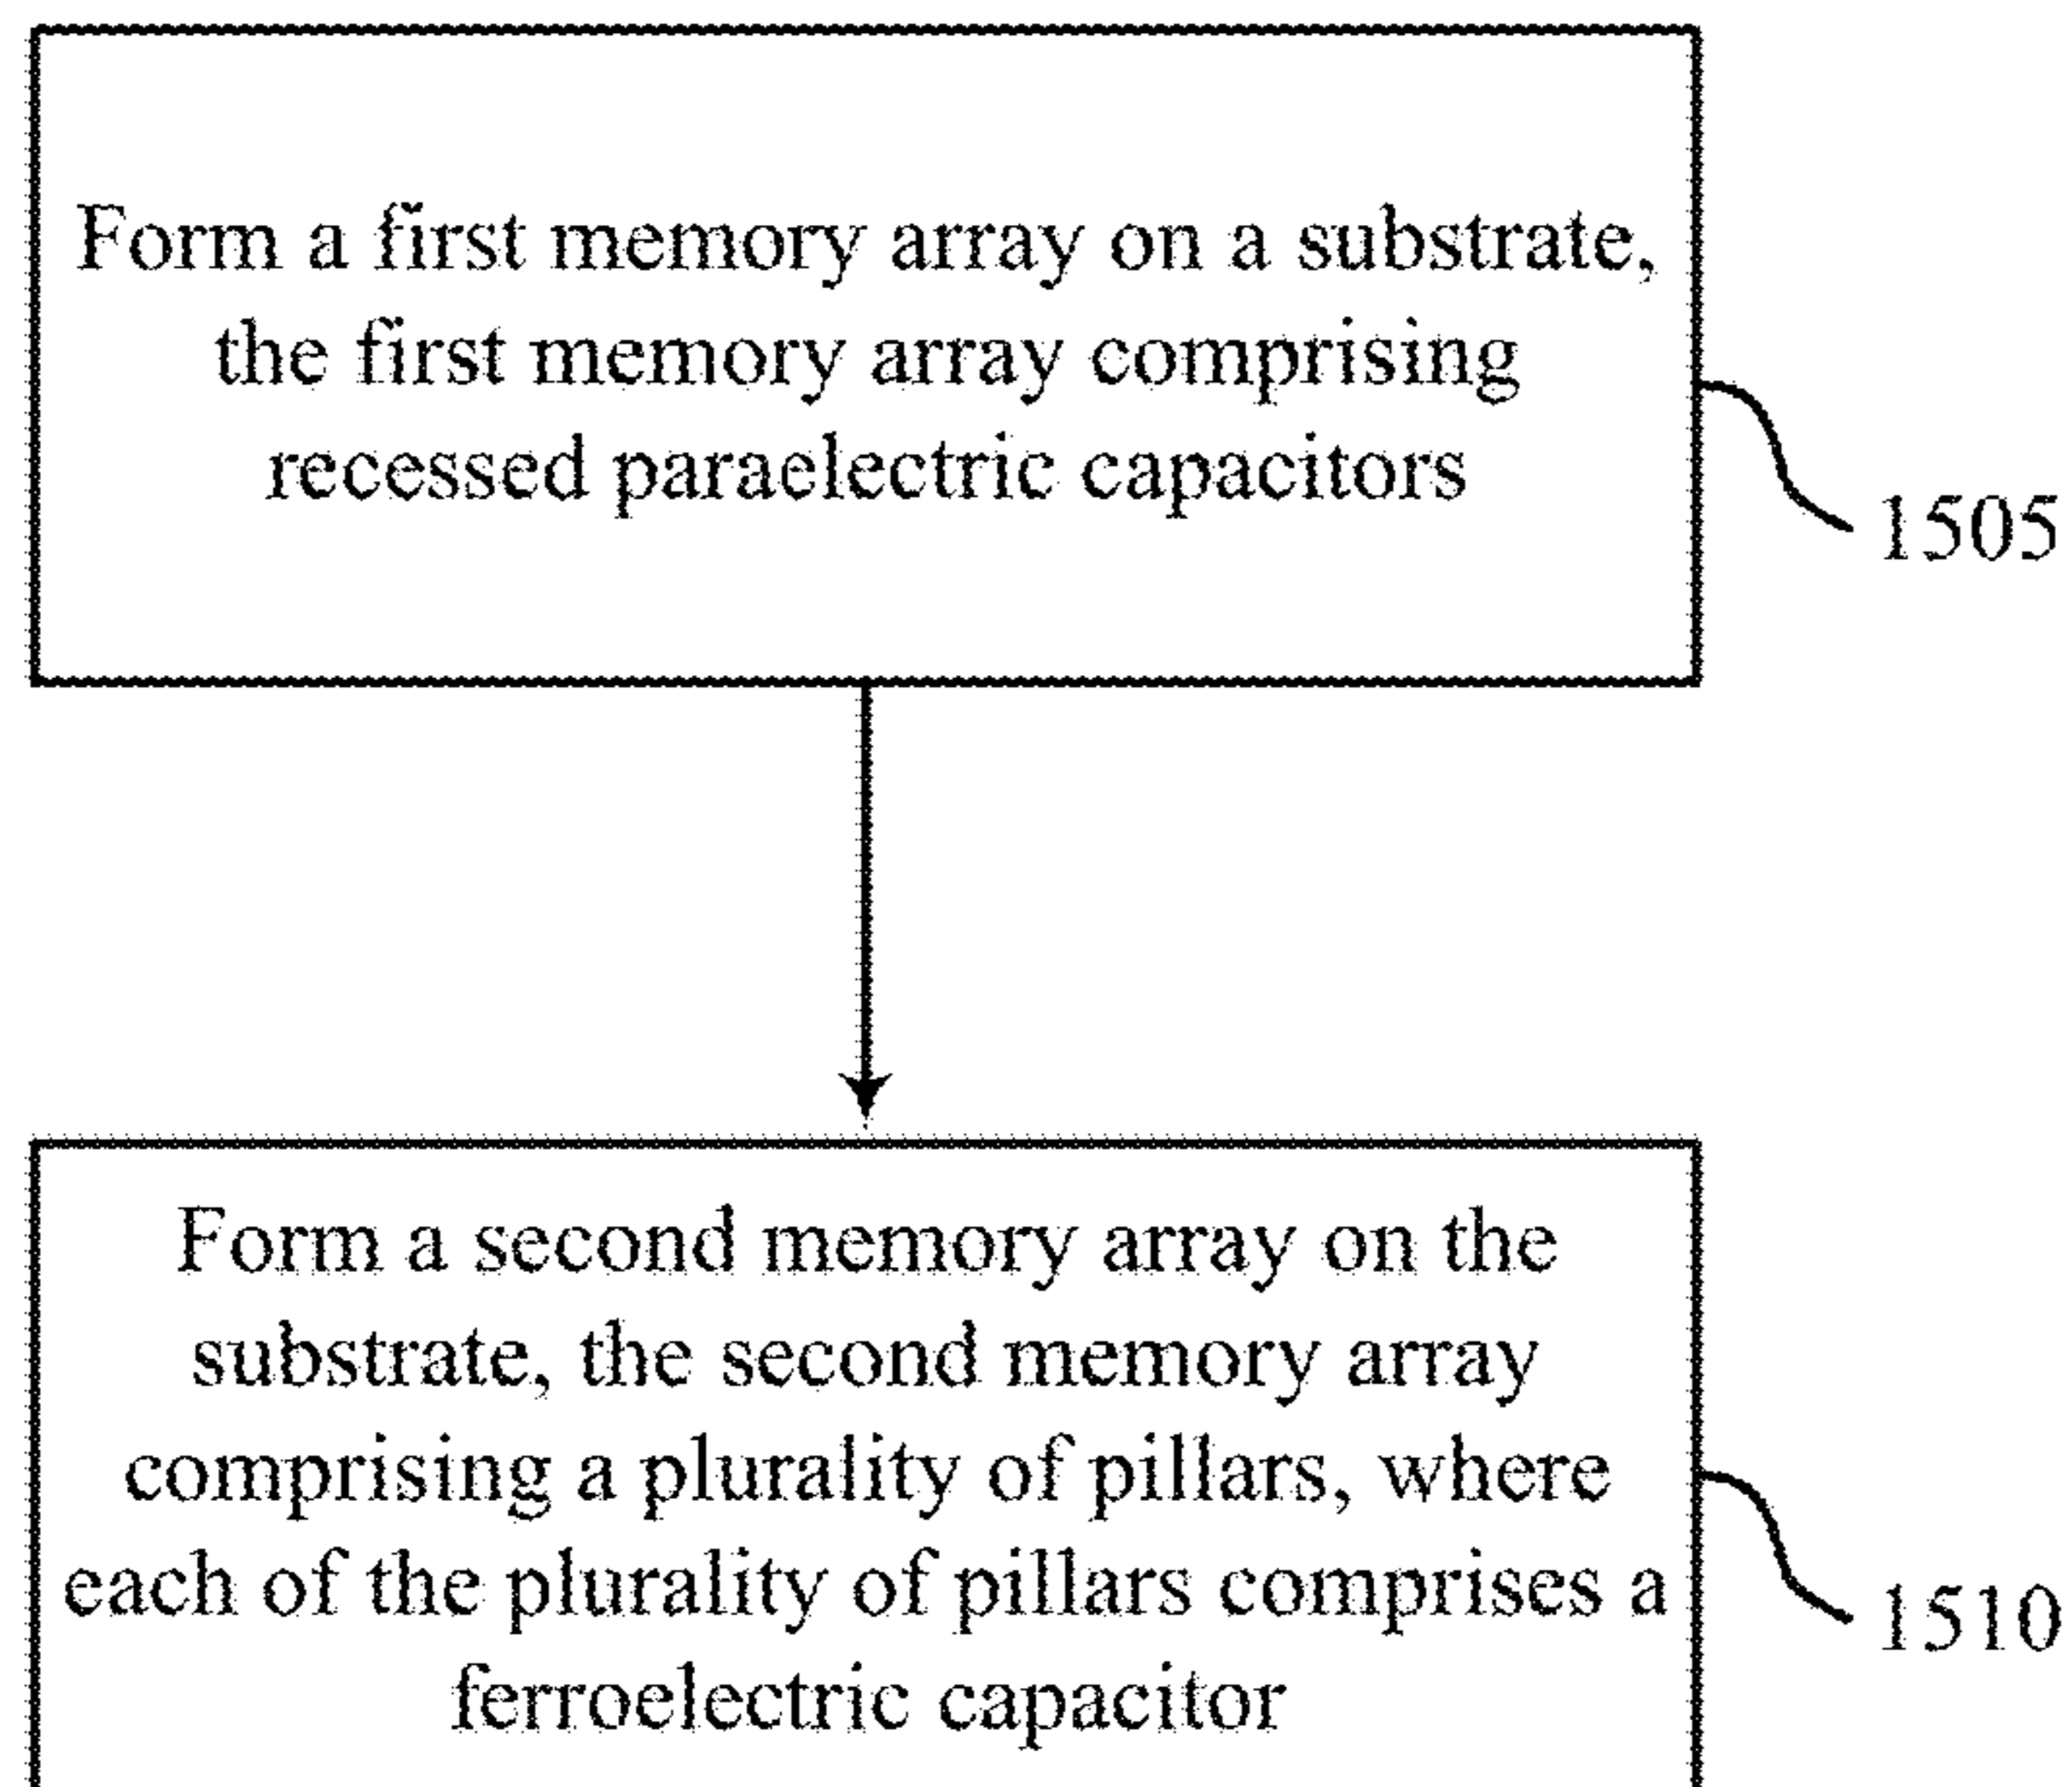 Form a first memory array on a substrate,
the first memory array comprising
recessed paraelectric capacitors
1505
Form a second memory array on the
substrate, the second memory array
comprising a plurality of pillars, where
each of the plurality of pillars comprises a
ferroelectric capacitor
1510